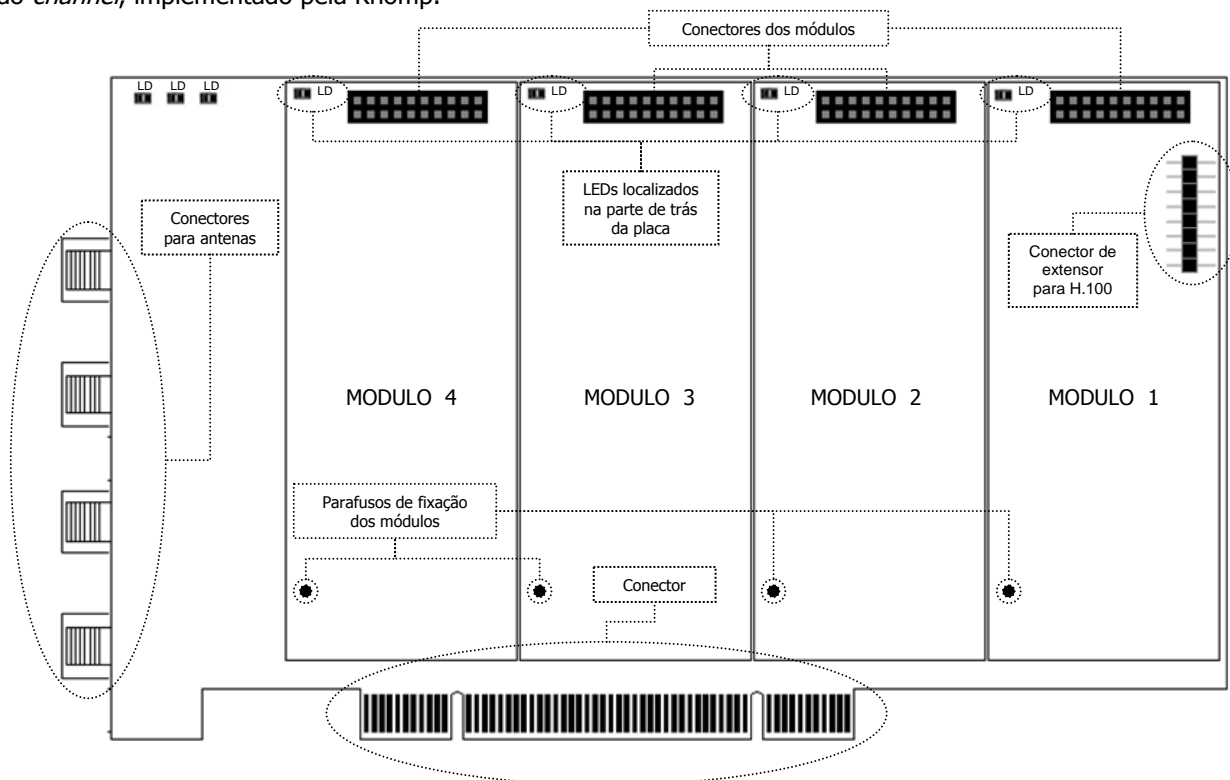 do channel, implementado pela Khomp.
Conectores dos módulos
LD LD LD
LD
LD
LD
LD
LEDs localizados
na parte de trás
da placa
Conectores
para antenas
Conector de
extensor
para H.100
MODULO 4
MODULO 3
MODULO 2
MODULO 1
Parafusos de fixação
dos módulos
Conector